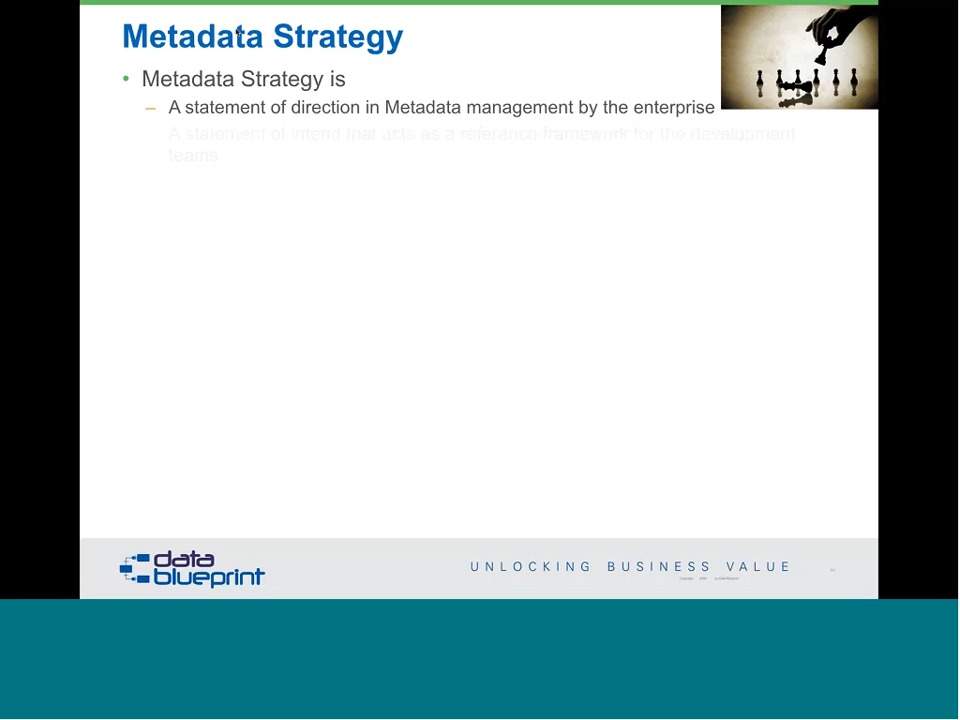 Metadata Strategy
• Metadata Strategy is
– A statement of direction in Metadata management by the enterprise
A statement of intend that acts as a reference framework for the development
teams
data
blueprint
UNLOCKING BUSINESS VALUE